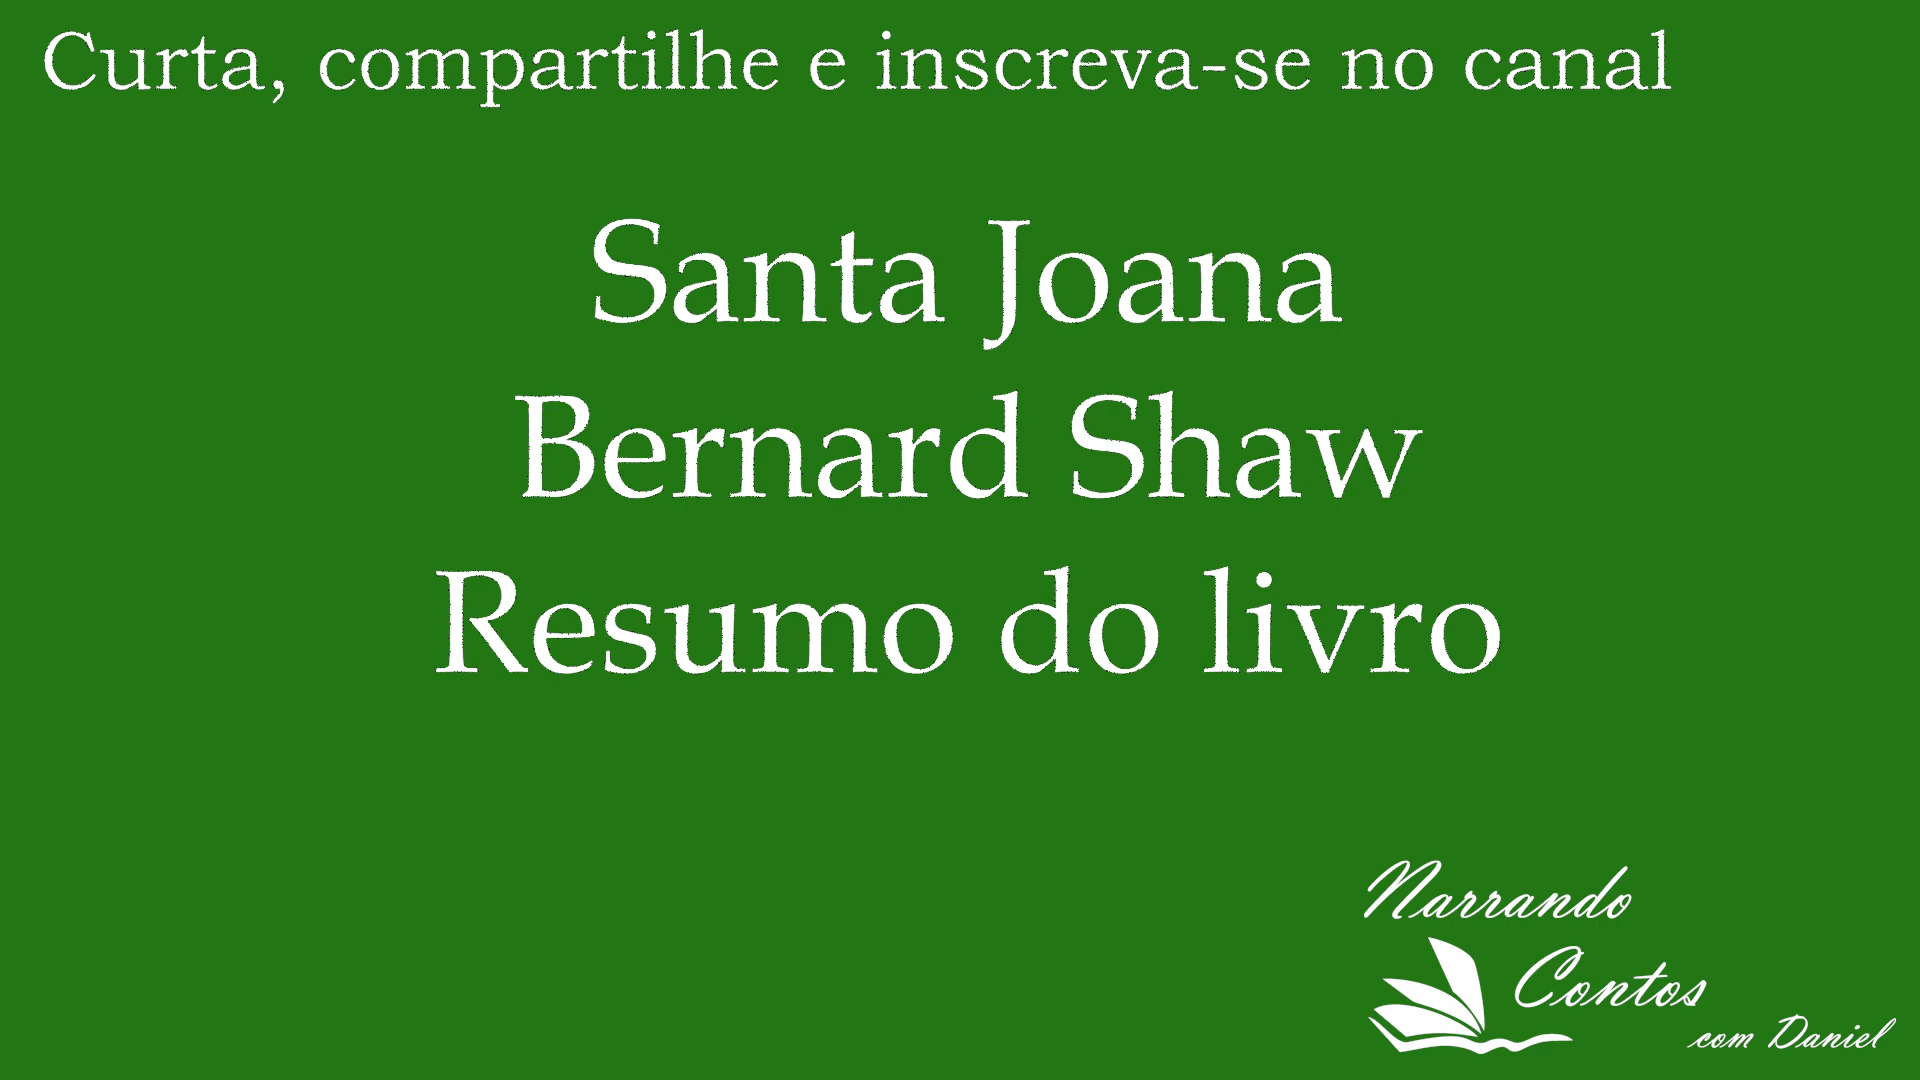 Curta, compartilhe e inscreva-se no canal
Santa Joana
Bernard Shaw
Resumo do livro
Narrando
Contos
com Daniel